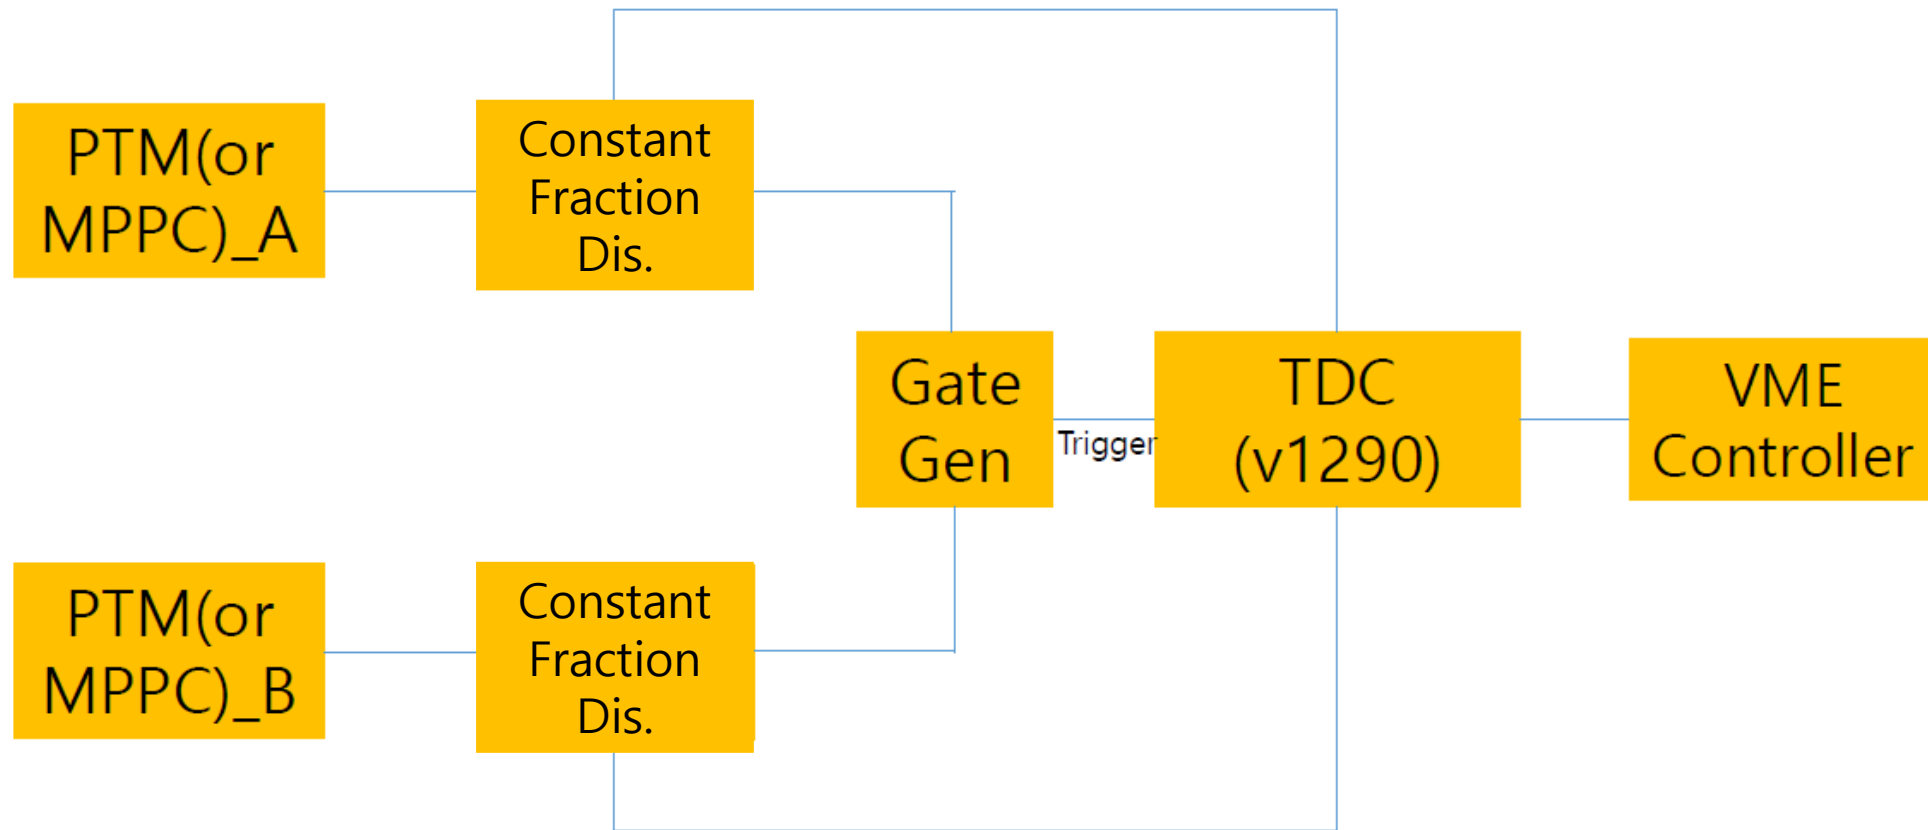 PTM(or
MPPC)_A
Constant
Fraction
Dis.
Gate
Gen
Trigger
TDC
(v1290)
VME
Controller
PTM(or
MPPC)_B
Constant
Fraction
Dis.